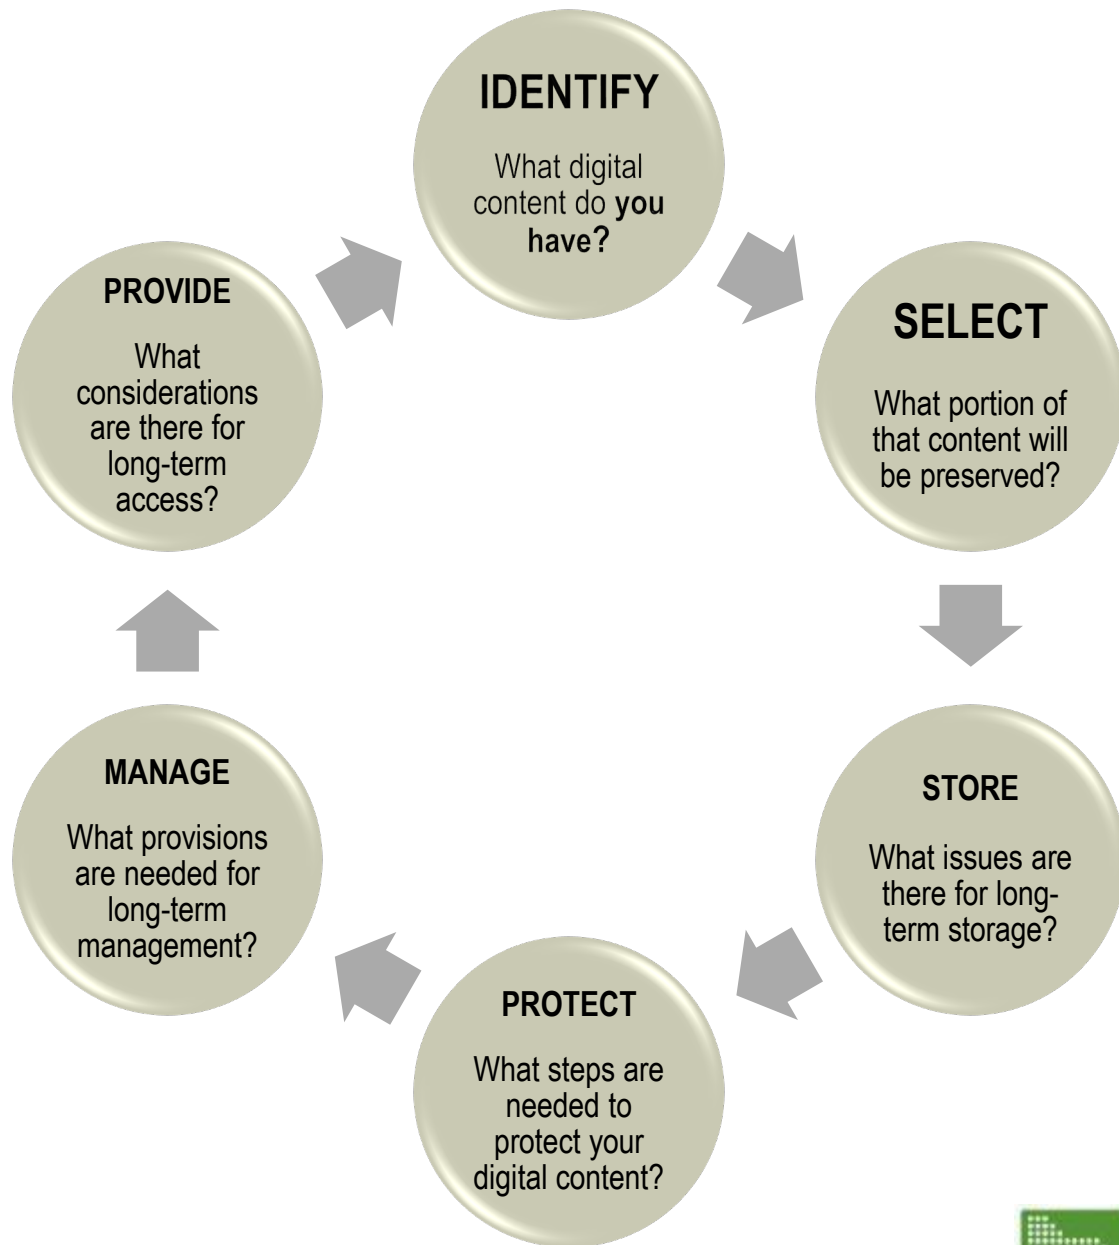 IDENTIFY
What digital
content do you
have?
SELECT
What portion of
that content will
be preserved?
STORE
What issues are
there for long-
term storage?
PROTECT
What steps are
needed to
protect your
digital content?
MANAGE
What provisions
are needed for
long-term
management?
PROVIDE
What
considerations
are there for
long-term
access?